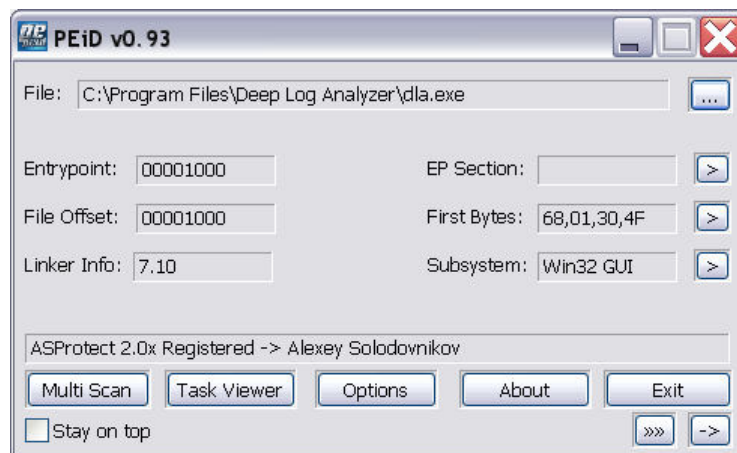 PEiD v0.93
File: C:\Program Files\Deep Log Analyzer\dla.exe ...
Entrypoint: 00001000 EP Section: >
File Offset: 00001000 First Bytes: 68,01,30,4F >
Linker Info: 7.10 Subsystem: Win32 GUI >
ASProtect 2.0x Registered -> Alexey Solodovnikov
Multi Scan Task Viewer Options About Exit
Stay on top »» ->